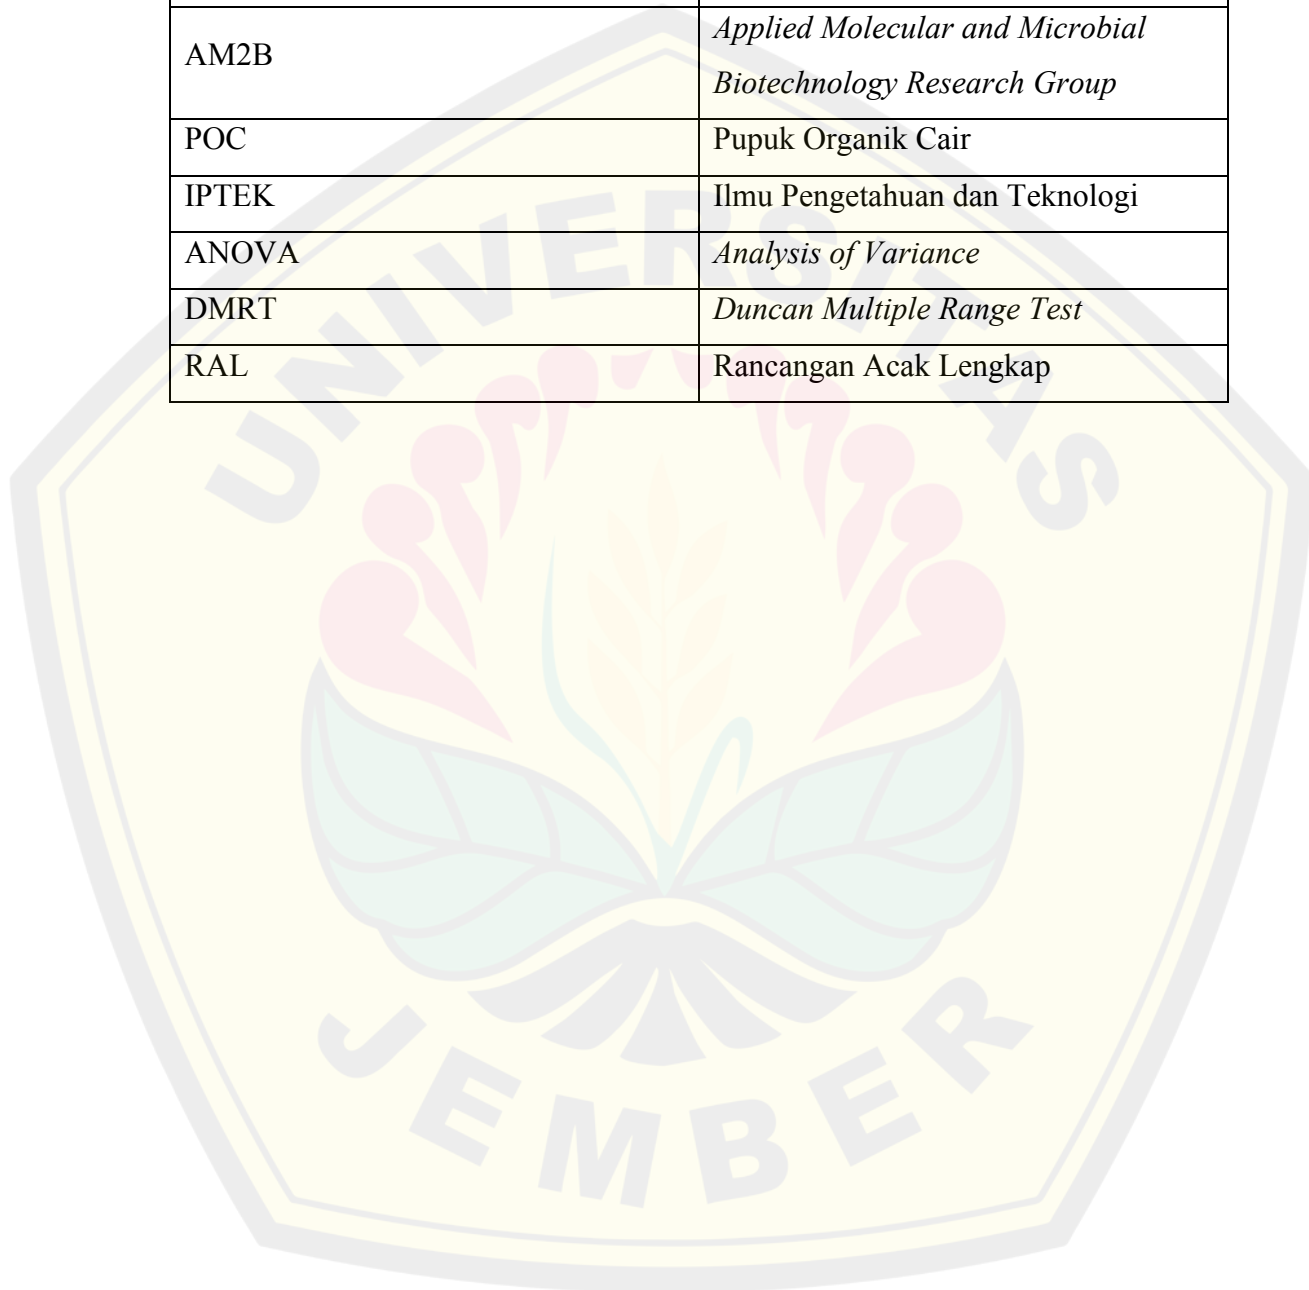 AM2B
Applied Molecular and Microbial
Biotechnology Research Group
POC
Pupuk Organik Cair
IPTEK
Ilmu Pengetahuan dan Teknologi
ANOVA
Analysis of Variance
DMRT
Duncan Multiple Range Test
RAL
Rancangan Acak Lengkap
UNIVERSITAS
JEMBER